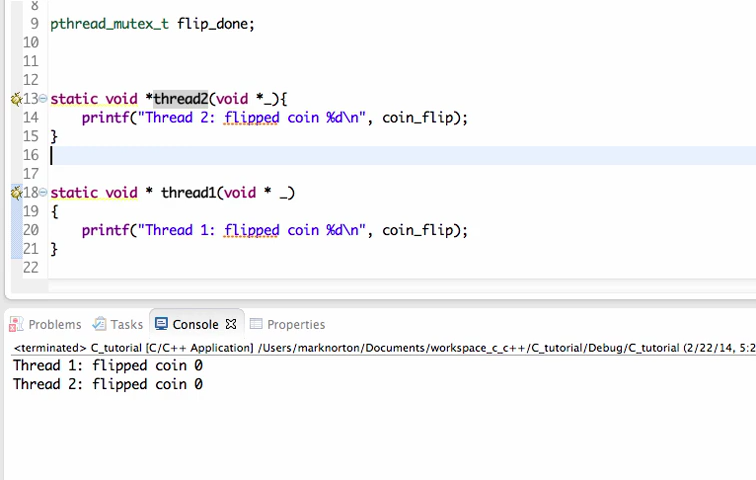 8
9 pthread_mutex_t flip_done;
10
11
12
13 static void *thread2(void *_){
14 printf("Thread 2: flipped coin %d\n", coin_flip);
15 }
16
17
18 static void * thread1(void * _)
19 {
20 printf("Thread 1: flipped coin %d\n", coin_flip);
21 }
22
Problems Tasks Console Properties
<terminated> C_tutorial [C/C++ Application] /Users/marknorton/Documents/workspace_c_c++/C_tutorial/Debug/C_tutorial (2/22/14, 5:2
Thread 1: flipped coin 0
Thread 2: flipped coin 0